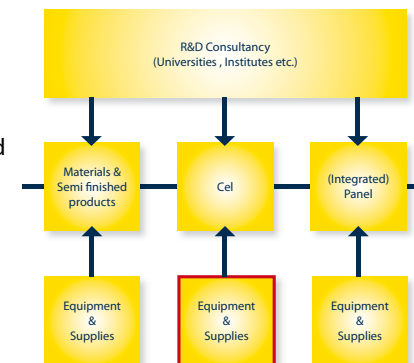 R&D Consultancy
(Universities , Institutes etc.)
d
Materials &
Semi finished
products
Cel
(Integrated)
Panel
Equipment
&
Supplies
Equipment
&
Supplies
Equipment
&
Supplies